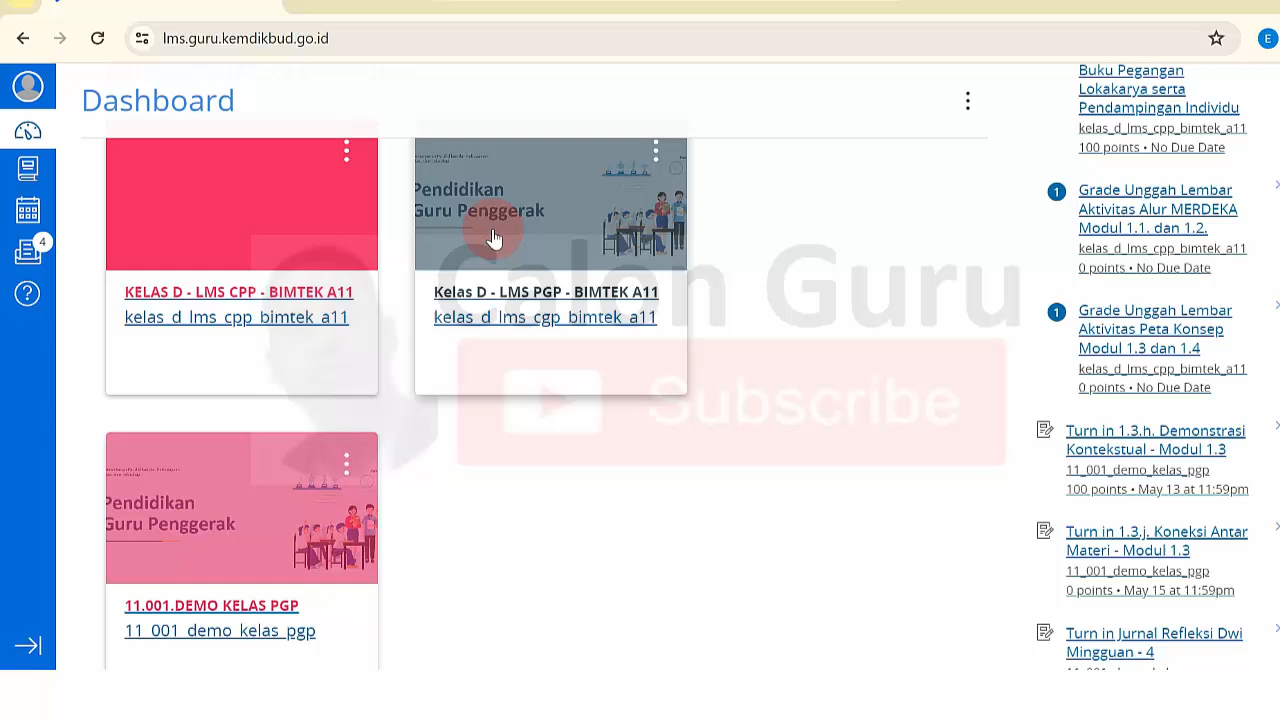 lms.guru.kemdikbud.go.id
E
Dashboard
4
Pendidikan
Guru Penggerak
KELAS D - LMS CPP - BIMTEK A11
kelas_d_lms_cpp_bimtek_a11
Kelas D - LMS PGP - BIMTEK A11
kelas_d_lms_cgp_bimtek_a11
Calon Guru
Subscribe
Pendidikan
Guru Penggerak
11.001.DEMO KELAS PGP
11_001_demo_kelas_pgp
Buku Pegangan
Lokakarya serta
Pendampingan Individu
kelas_d_lms_cpp_bimtek_a11
100 points • No Due Date
1
Grade Unggah Lembar
Aktivitas Alur MERDEKA
Modul 1.1. dan 1.2.
kelas_d_lms_cpp_bimtek_a11
0 points • No Due Date
1
Grade Unggah Lembar
Aktivitas Peta Konsep
Modul 1.3 dan 1.4
kelas_d_lms_cpp_bimtek_a11
0 points • No Due Date
Turn in 1.3.h. Demonstrasi
Kontekstual - Modul 1.3
11_001_demo_kelas_pgp
100 points • May 13 at 11:59pm
Turn in 1.3.j. Koneksi Antar
Materi - Modul 1.3
11_001_demo_kelas_pgp
0 points • May 15 at 11:59pm
Turn in Jurnal Refleksi Dwi
Mingguan - 4